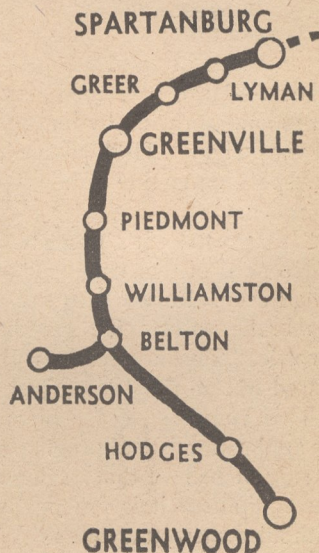 SPARTANBURG
GREER
LYMAN
GREENVILLE
PIEDMONT
WILLIAMSTON
BELTON
ANDERSON
HODGES
GREENWOOD